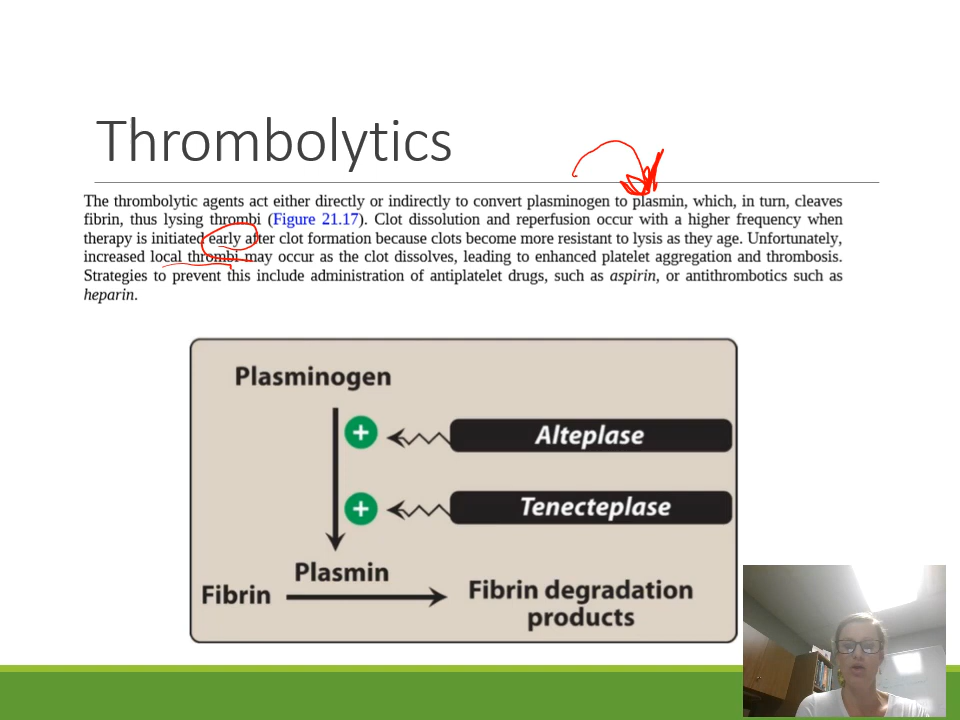 Thrombolytics
The thrombolytic agents act either directly or indirectly to convert plasminogen to plasmin, which, in turn, cleaves
fibrin, thus lysing thrombi (Figure 21.17). Clot dissolution and reperfusion occur with a higher frequency when
therapy is initiated early after clot formation because clots become more resistant to lysis as they age. Unfortunately,
increased local thrombi may occur as the clot dissolves, leading to enhanced platelet aggregation and thrombosis.
Strategies to prevent this include administration of antiplatelet drugs, such as aspirin, or antithrombotics such as
heparin.
Plasminogen
+
Alteplase
+
Tenecteplase
Plasmin
Fibrin
Fibrin degradation
products